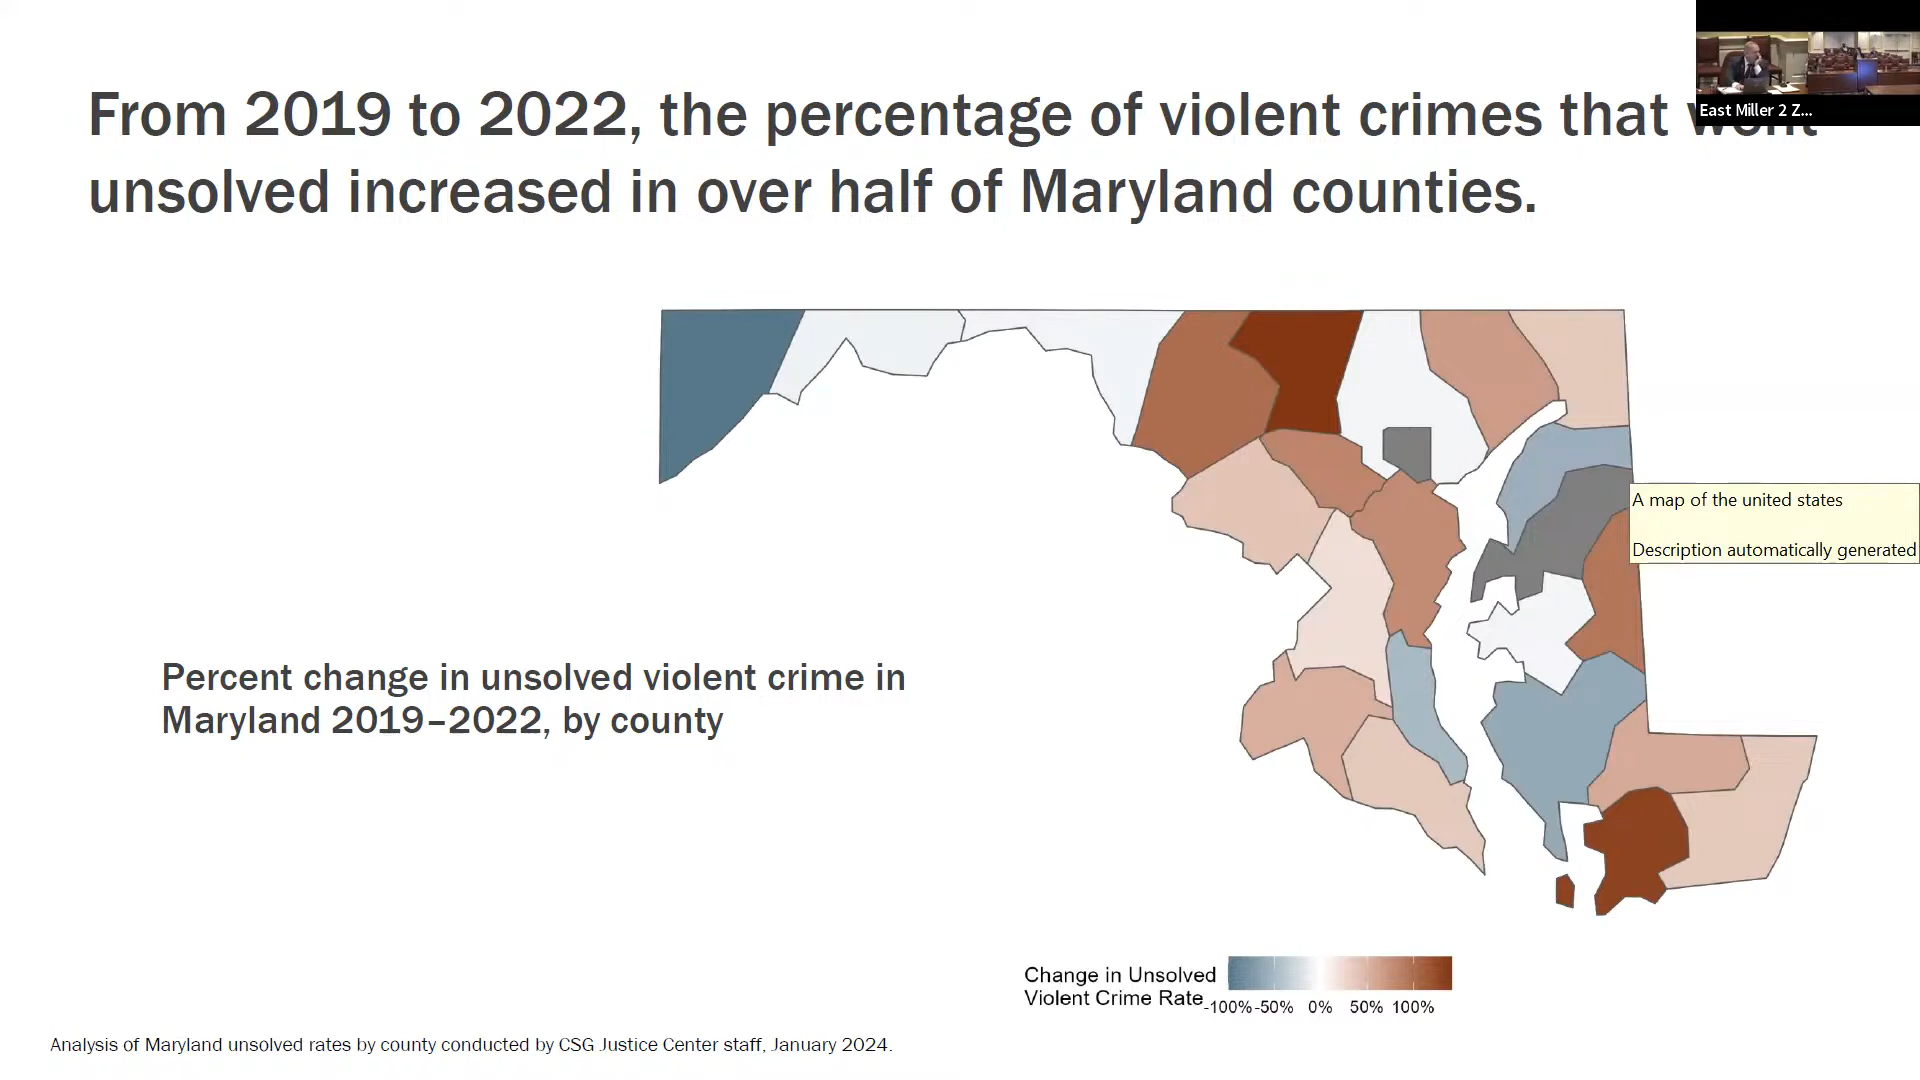 East Miller 2 Z...
From 2019 to 2022, the percentage of violent crimes that went
unsolved increased in over half of Maryland counties.
A map of the united states
Description automatically generated
Percent change in unsolved violent crime in
Maryland 2019–2022, by county
Change in Unsolved
Violent Crime Rate
-100% -50% 0% 50% 100%
Analysis of Maryland unsolved rates by county conducted by CSG Justice Center staff, January 2024.